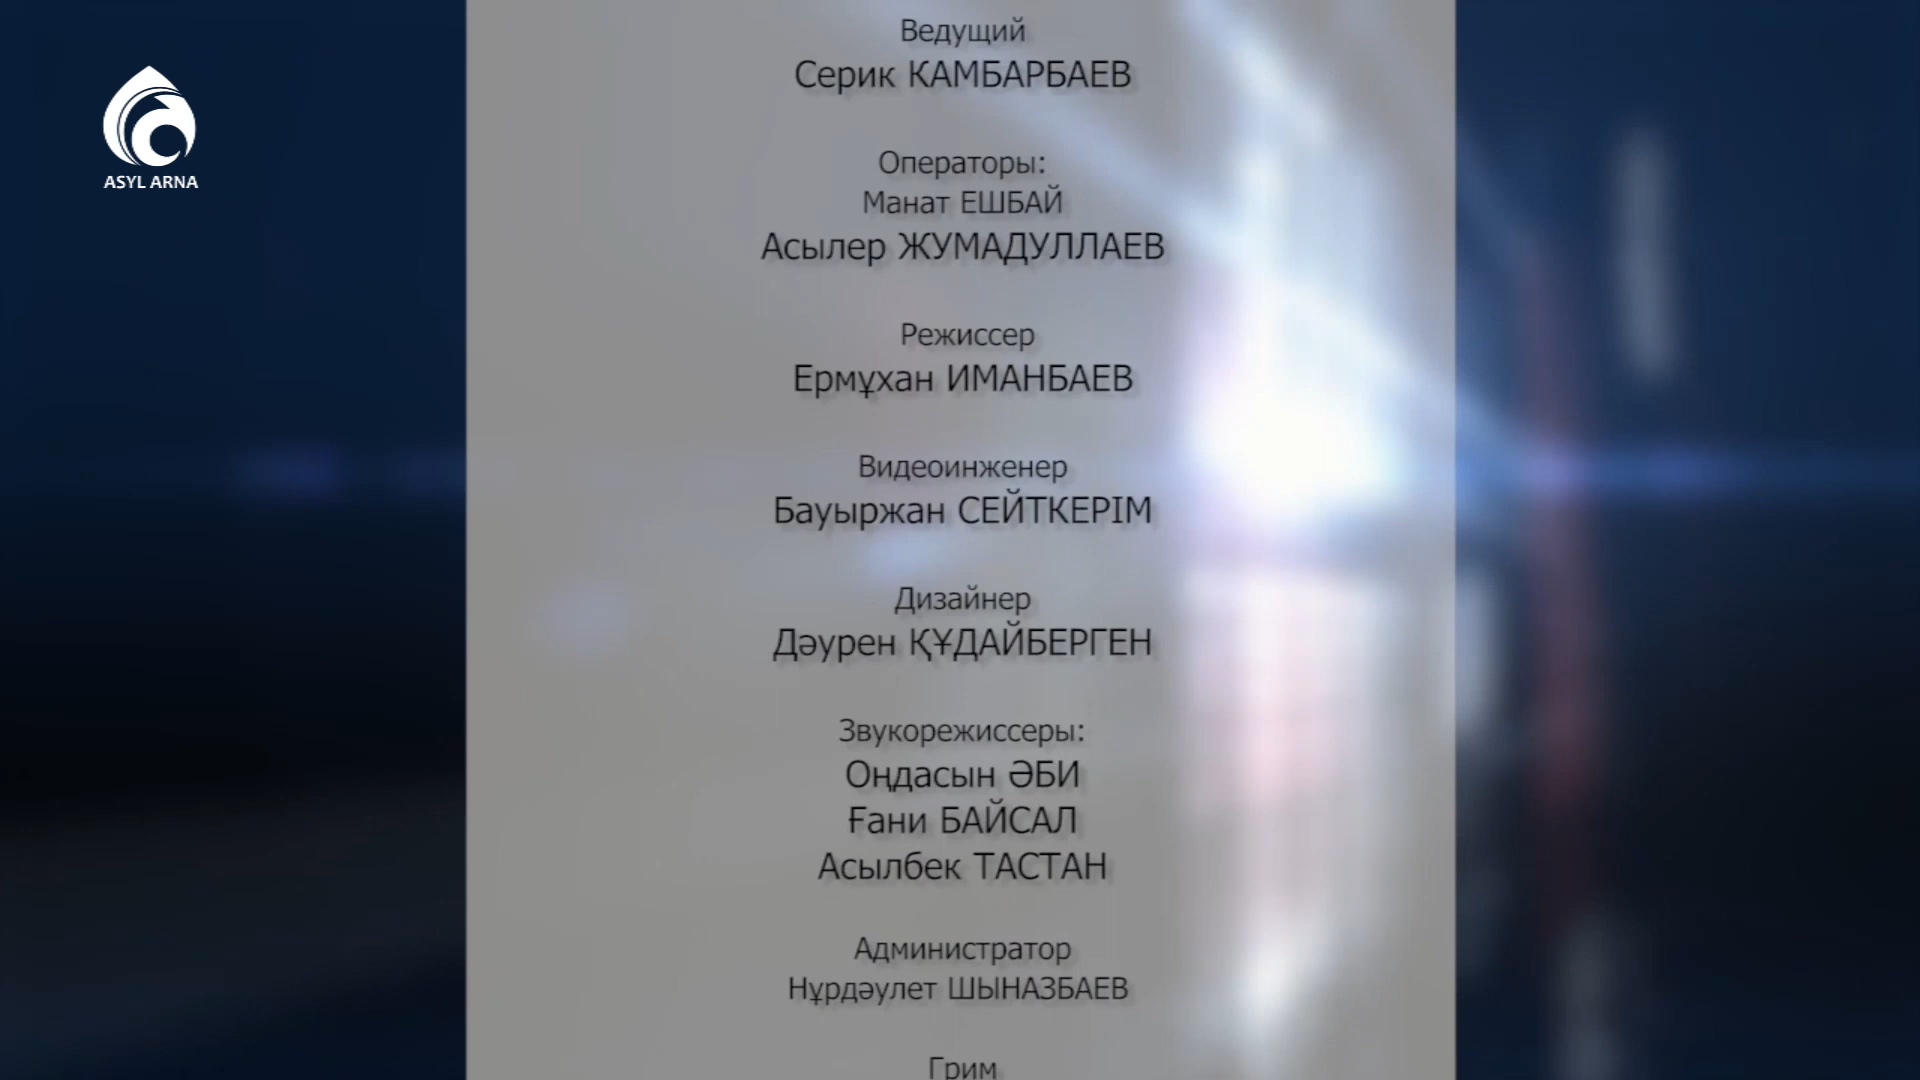 ASYL ARNA
Ведущий
Серик КАМБАРБАЕВ
Операторы:
Манат ЕШБАЙ
Асылер ЖУМАДУЛЛАЕВ
Режиссер
Ермұхан ИМАНБАЕВ
Видеоинженер
Бауыржан СЕЙТКЕРІМ
Дизайнер
Дәурен ҚҰДАЙБЕРГЕН
Звукорежиссеры:
Оңдасын ӘБИ
Ғани БАЙСАЛ
Асылбек ТАСТАН
Администратор
Нұрдәулет ШЫНАЗБАЕВ
Грим